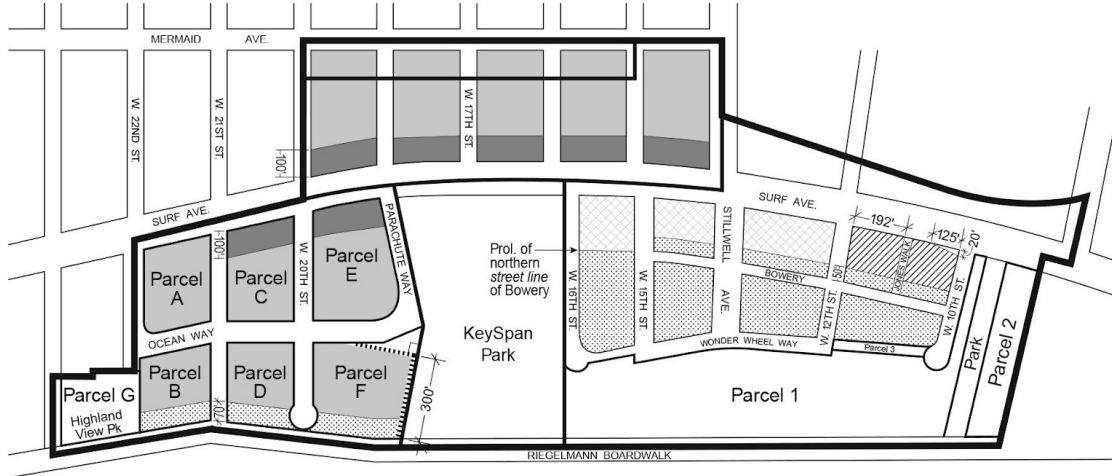 MERMAID AVE.
W. 22ND ST.
W. 21ST ST.
W. 17TH ST.
100'
SURF AVE.
100'
Parcel
A
Parcel
C
W. 20TH ST.
Parcel
E
PARACHUTE WAY
OCEAN WAY
Parcel G
Highland
View Pk
Parcel
B
70'
Parcel
D
Parcel
F
300'
KeySpan
Park
Prol. of
northern
street line
of Bowery
W. 16TH ST.
W. 15TH ST.
STILLWELL
AVE.
SURF AVE.
BOWERY
50'
W. 12TH ST.
192'
JONES WALK
125'
20'
W. 10TH ST.
WONDER WHEEL WAY
Parcel 3
Parcel 1
Park
Parcel 2
RIEGELMANN BOARDWALK